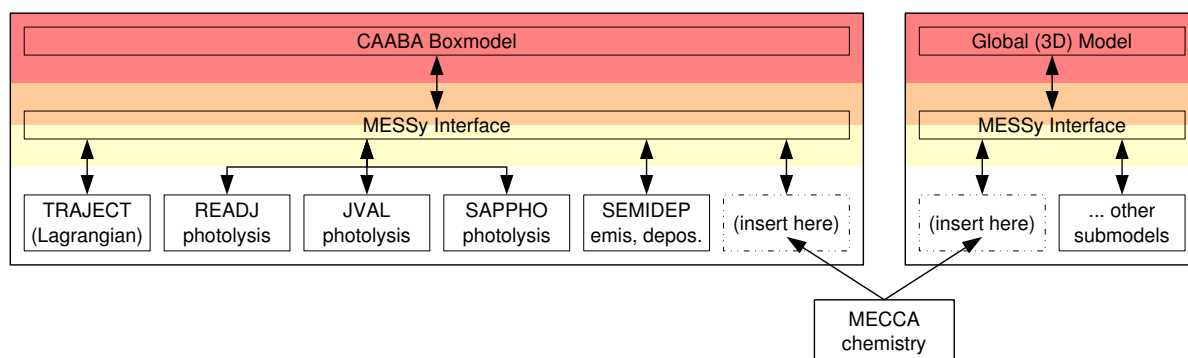 CAABA Boxmodel
MESSy Interface
TRAJECT
(Lagrangian)
READJ
photolysis
JVAL
photolysis
SAPPHO
photolysis
SEMIDEP
emis, depos.
(insert here)
Global (3D) Model
MESSy Interface
(insert here)
... other
submodels
MECCA
chemistry